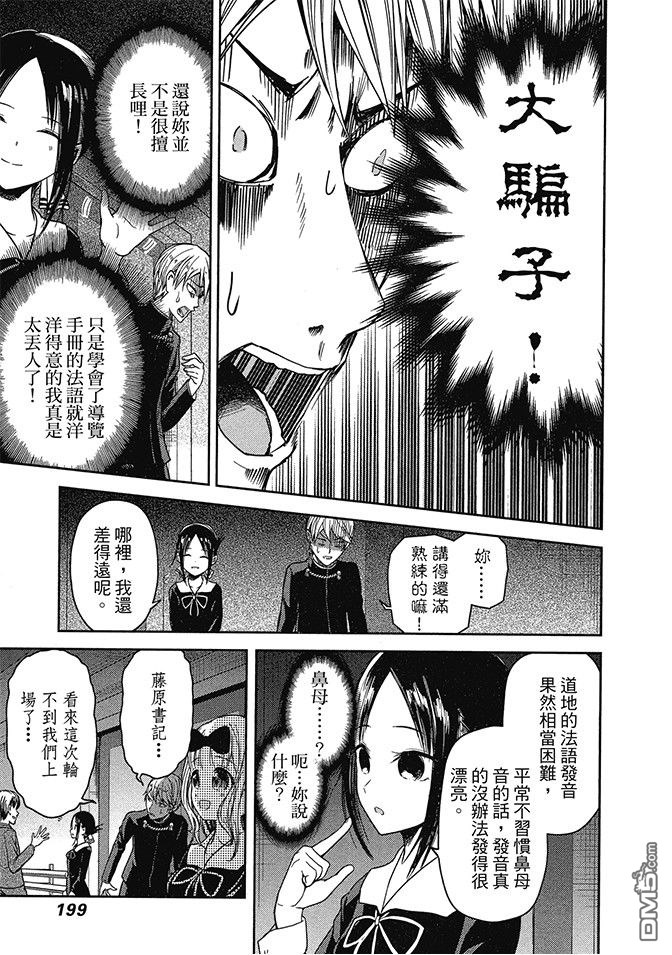 大騙子！
還說妳並
不是很擅
長哩！
只是學會了導覽
手冊的法語就洋
洋得意的我真是
太丟人了！
妳……
講得還滿
熟練的嘛！
哪裡，我還
差得遠呢。
道地的法語發音
果然相當困難，
平常不習慣鼻母
音的話，發音真
的沒辦法發得很
漂亮。
鼻母……？
呃…妳說
什麼？
藤原書記…
看來這次輪
不到我們上
場了…
199
DM5.com